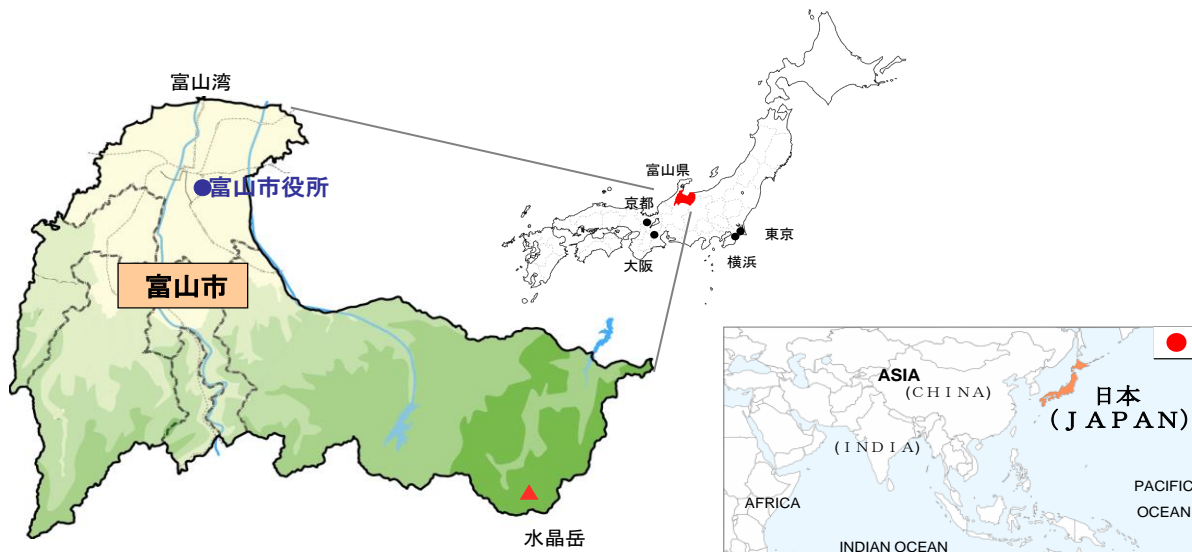 富山湾
富山市役所
富山市
水晶岳
富山県
京都
大阪
東京
横浜
ASIA
(CHINA)
日本
(JAPAN)
(INDIA)
AFRICA
PACIFIC
OCEAN
INDIAN OCEAN